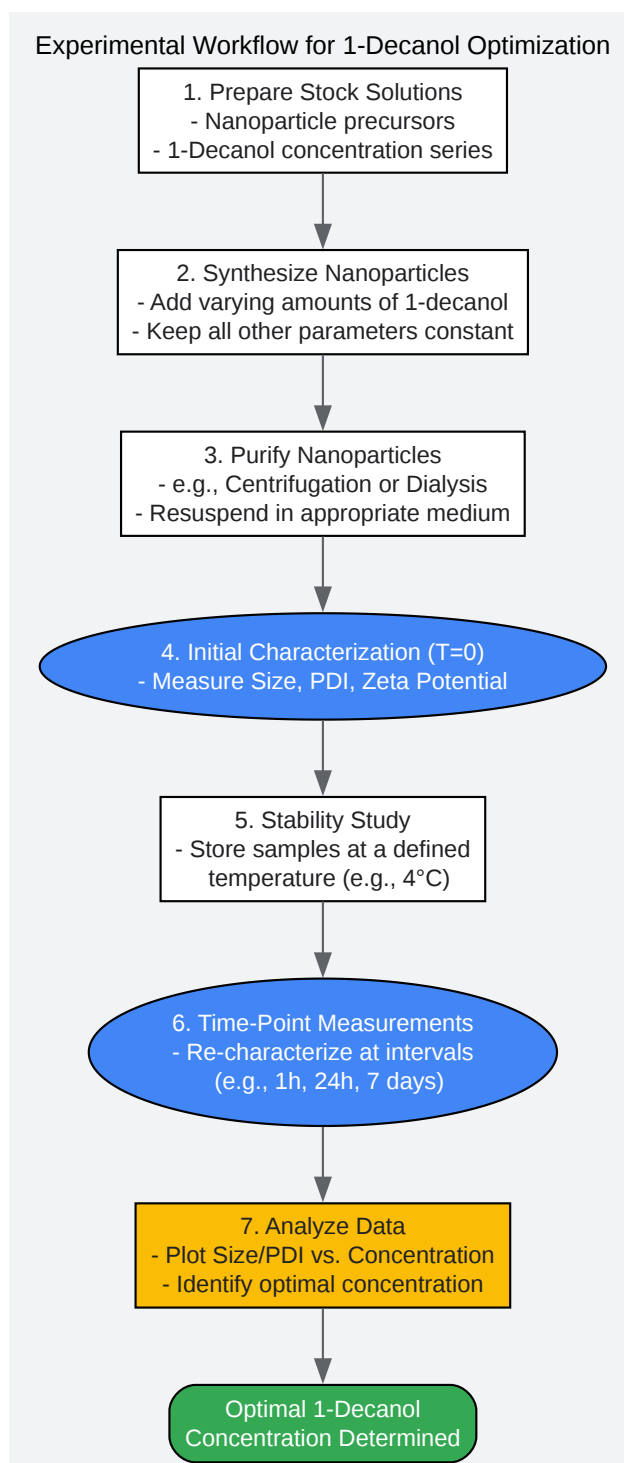 Experimental Workflow for 1-Decanol Optimization
1. Prepare Stock Solutions
- Nanoparticle precursors
- 1-Decanol concentration series
2. Synthesize Nanoparticles
- Add varying amounts of 1-decanol
- Keep all other parameters constant
3. Purify Nanoparticles
- e.g., Centrifugation or Dialysis
- Resuspend in appropriate medium
4. Initial Characterization (T=0)
- Measure Size, PDI, Zeta Potential
5. Stability Study
- Store samples at a defined
temperature (e.g., 4°C)
6. Time-Point Measurements
- Re-characterize at intervals
(e.g., 1h, 24h, 7 days)
7. Analyze Data
- Plot Size/PDI vs. Concentration
- Identify optimal concentration
Optimal 1-Decanol
Concentration Determined